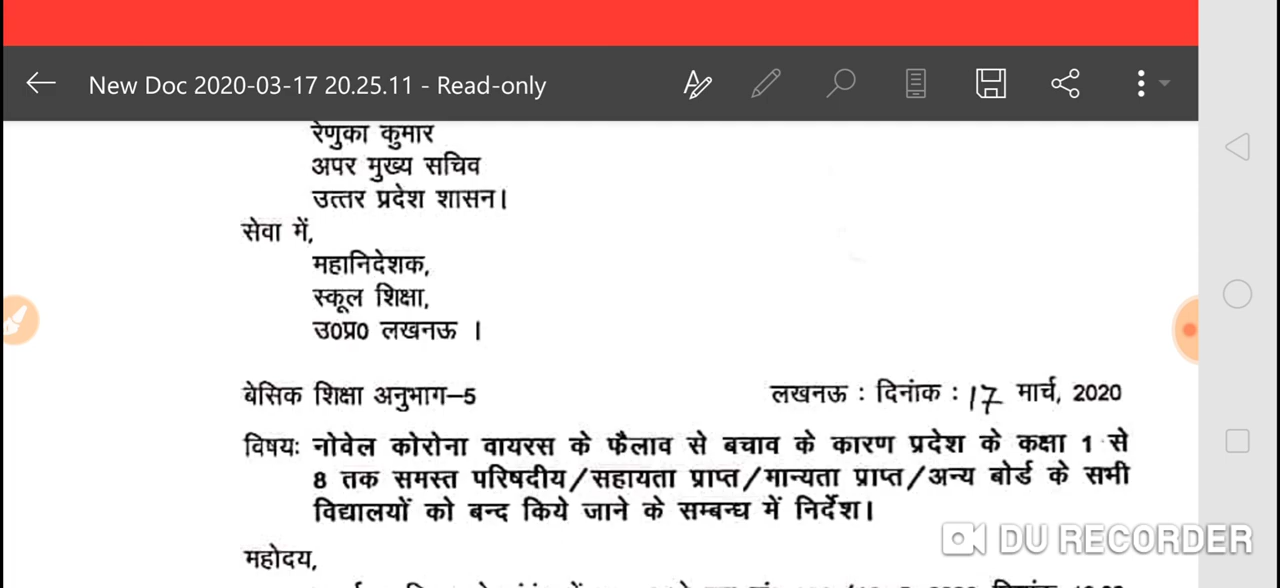 New Doc 2020-03-17 20.25.11 - Read-only
रेणुका कुमार
अपर मुख्य सचिव
उत्तर प्रदेश शासन।
सेवा में,
महानिदेशक,
स्कूल शिक्षा,
उ0प्र0 लखनऊ ।
बेसिक शिक्षा अनुभाग–5 लखनऊ : दिनांक : 17 मार्च, 2020
विषयः नोवेल कोरोना वायरस के फैलाव से बचाव के कारण प्रदेश के कक्षा 1 से
8 तक समस्त परिषदीय/सहायता प्राप्त/मान्यता प्राप्त/अन्य बोर्ड के सभी
विद्यालयों को बन्द किये जाने के सम्बन्ध में निर्देश।
DU RECORDER
महोदय,